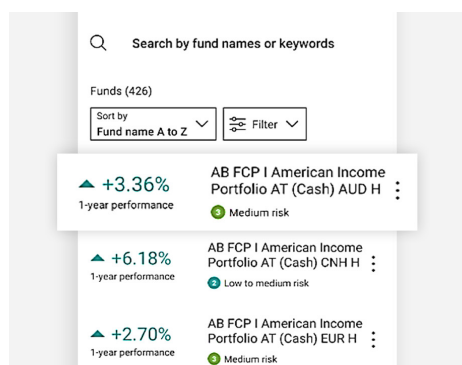 Search by fund names or keywords
Funds (426)
Sort by
Fund name A to Z
Filter
+3.36%
1-year performance
AB FCP I American Income
Portfolio AT (Cash) AUD H
3 Medium risk
+6.18%
1-year performance
AB FCP I American Income
Portfolio AT (Cash) CNH H
2 Low to medium risk
+2.70%
1-year performance
AB FCP I American Income
Portfolio AT (Cash) EUR H
3 Medium risk